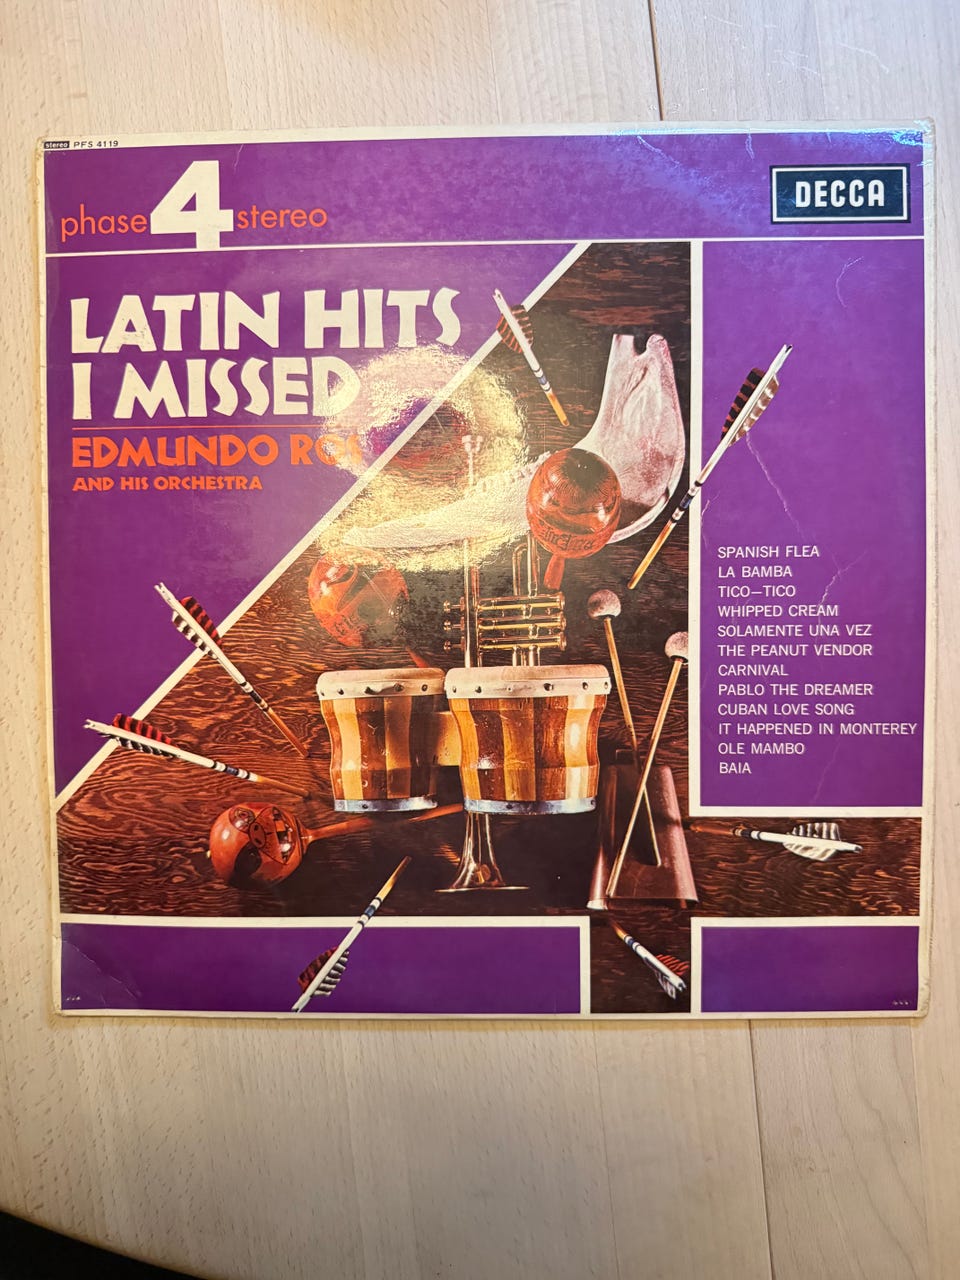 stereo PFS 4119
phase 4 stereo
DECCA
LATIN HITS
I MISSED
EDMUNDO ROS
AND HIS ORCHESTRA
SPANISH FLEA
LA BAMBA
TICO—TICO
WHIPPED CREAM
SOLAMENTE UNA VEZ
THE PEANUT VENDOR
CARNIVAL
PABLO THE DREAMER
CUBAN LOVE SONG
IT HAPPENED IN MONTEREY
OLE MAMBO
BAIA